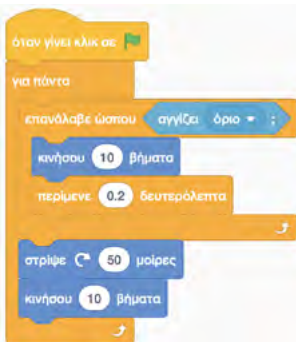 όταν γίνει κλικ σε
για πάντα
επανάλαβε ώσπου αγγίζει όριο ;
κινήσου 10 βήματα
περίμενε 0.2 δευτερόλεπτα
στρίψε 50 μοίρες
κινήσου 10 βήματα